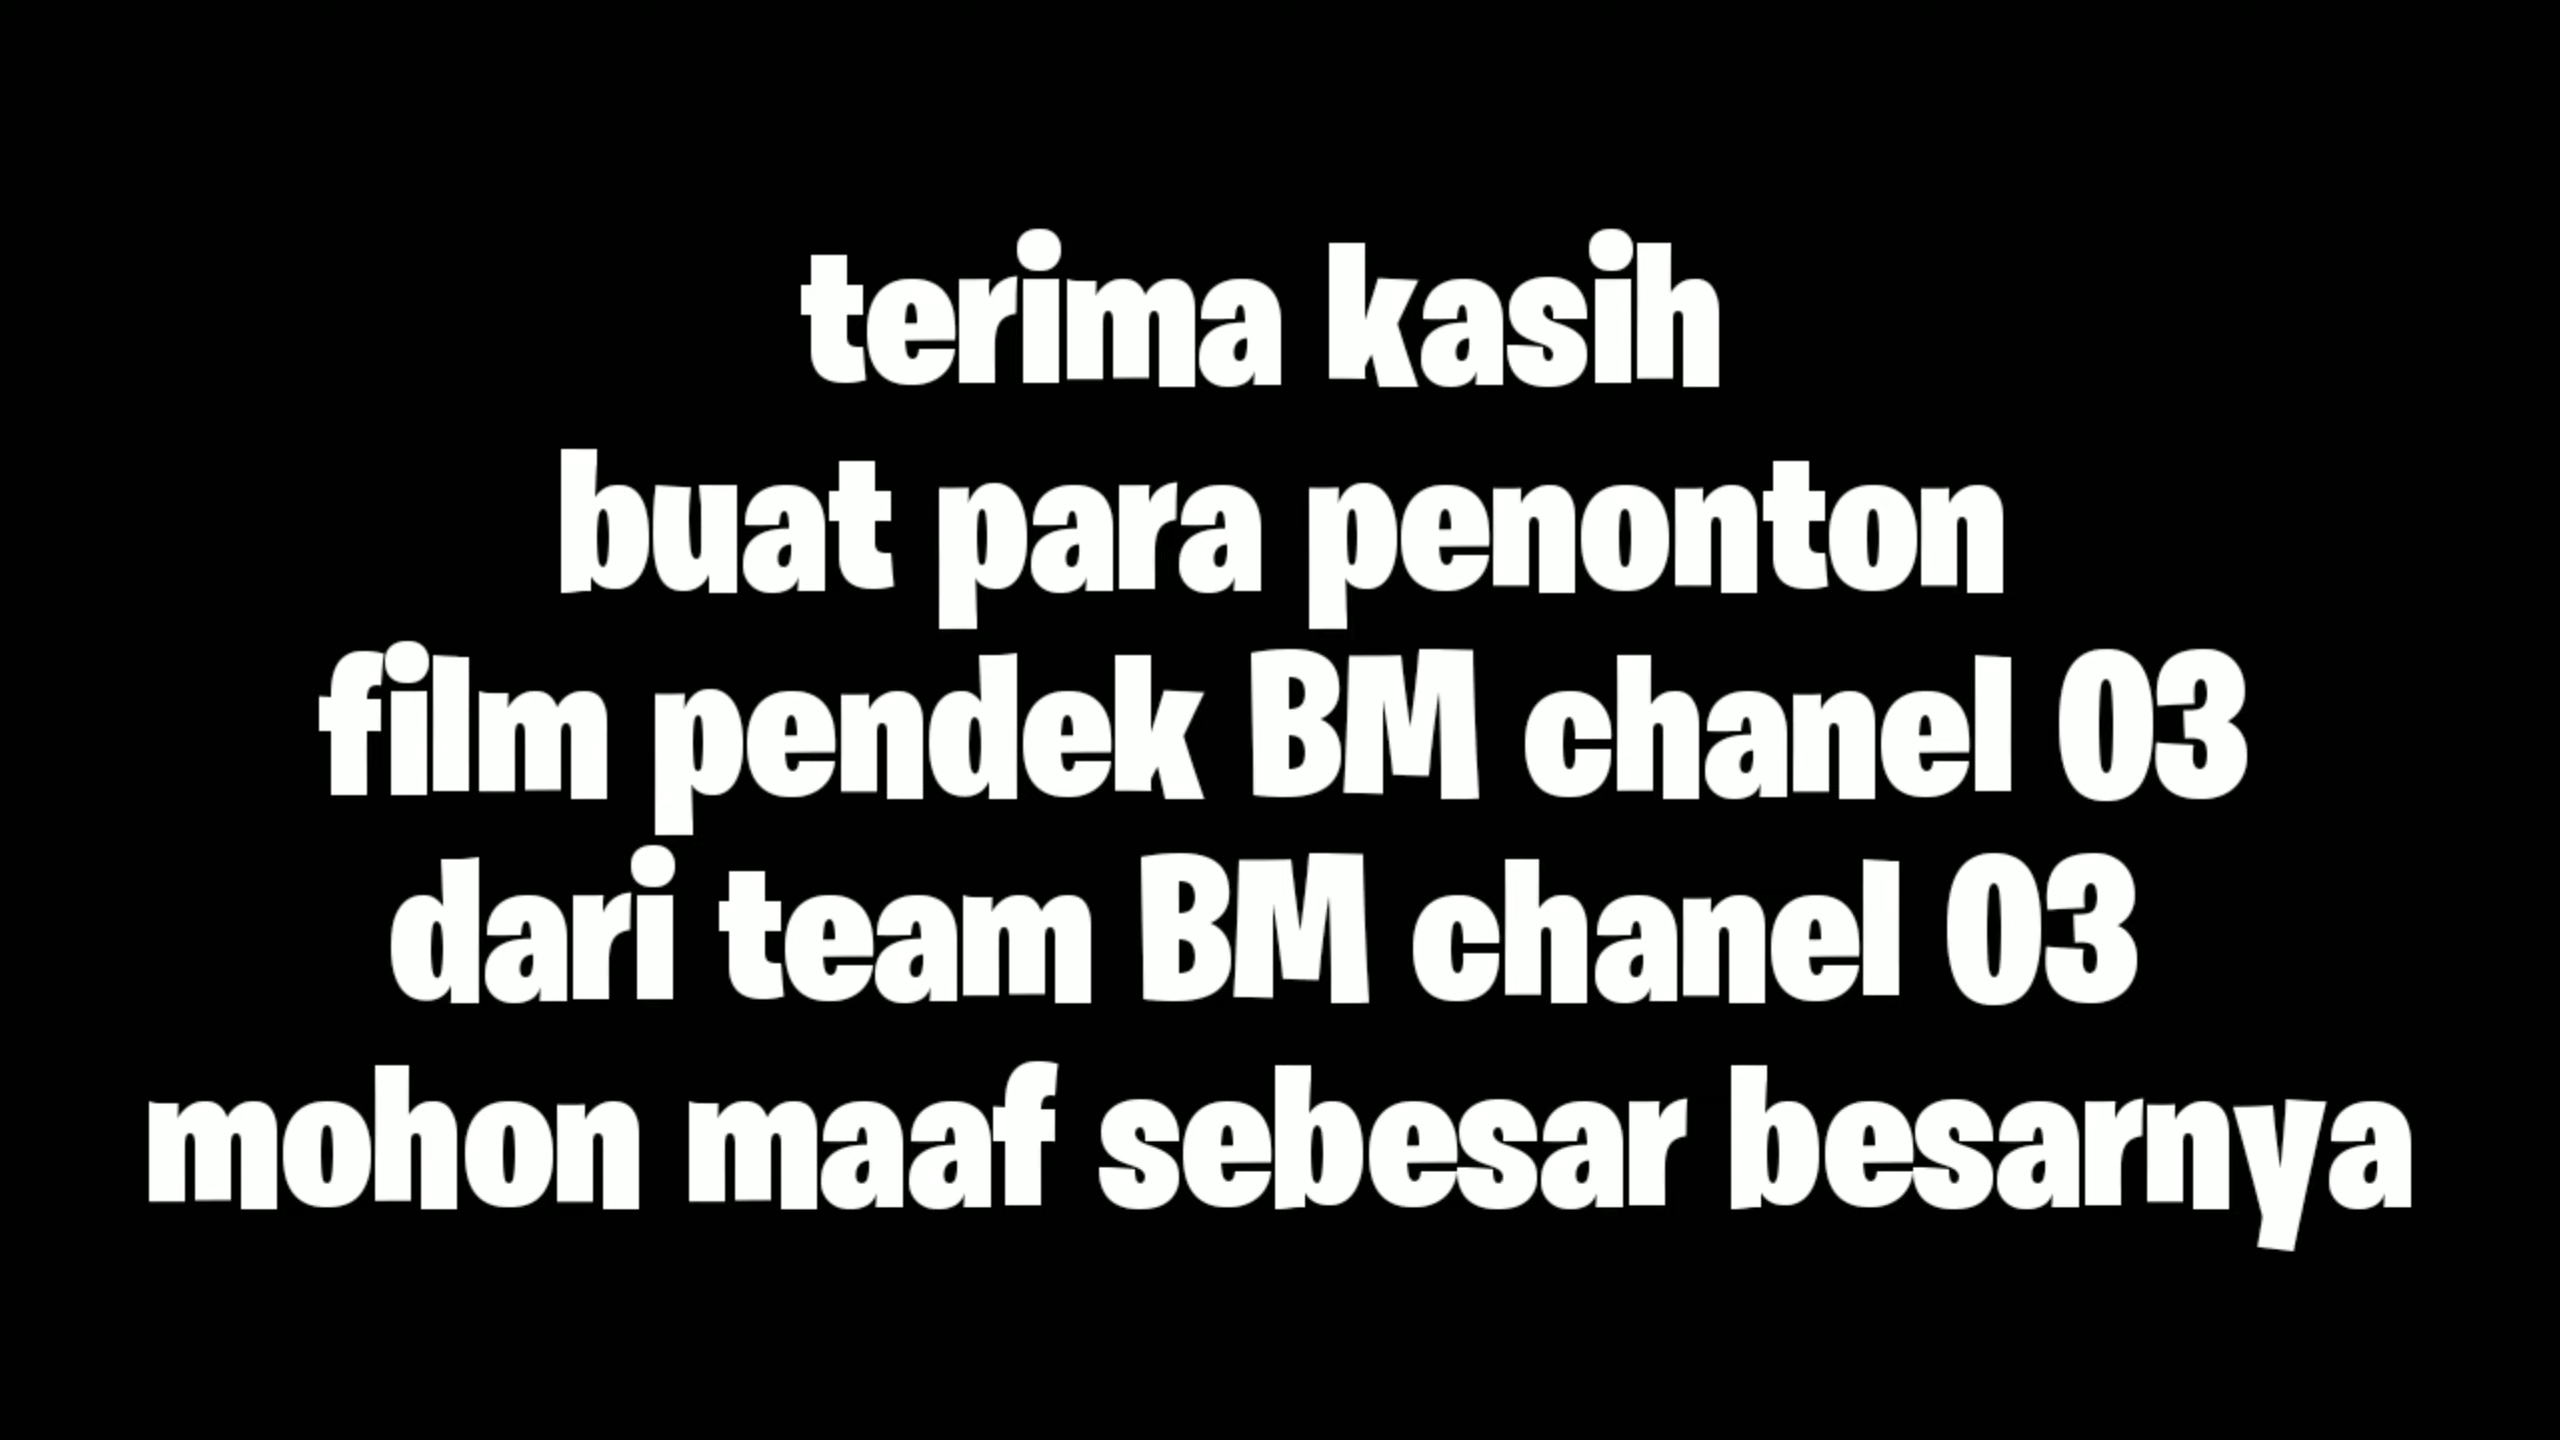 terima kasih
buat para penonton
film pendek BM chanel 03
dari team BM chanel 03
mohon maaf sebesar besarnya